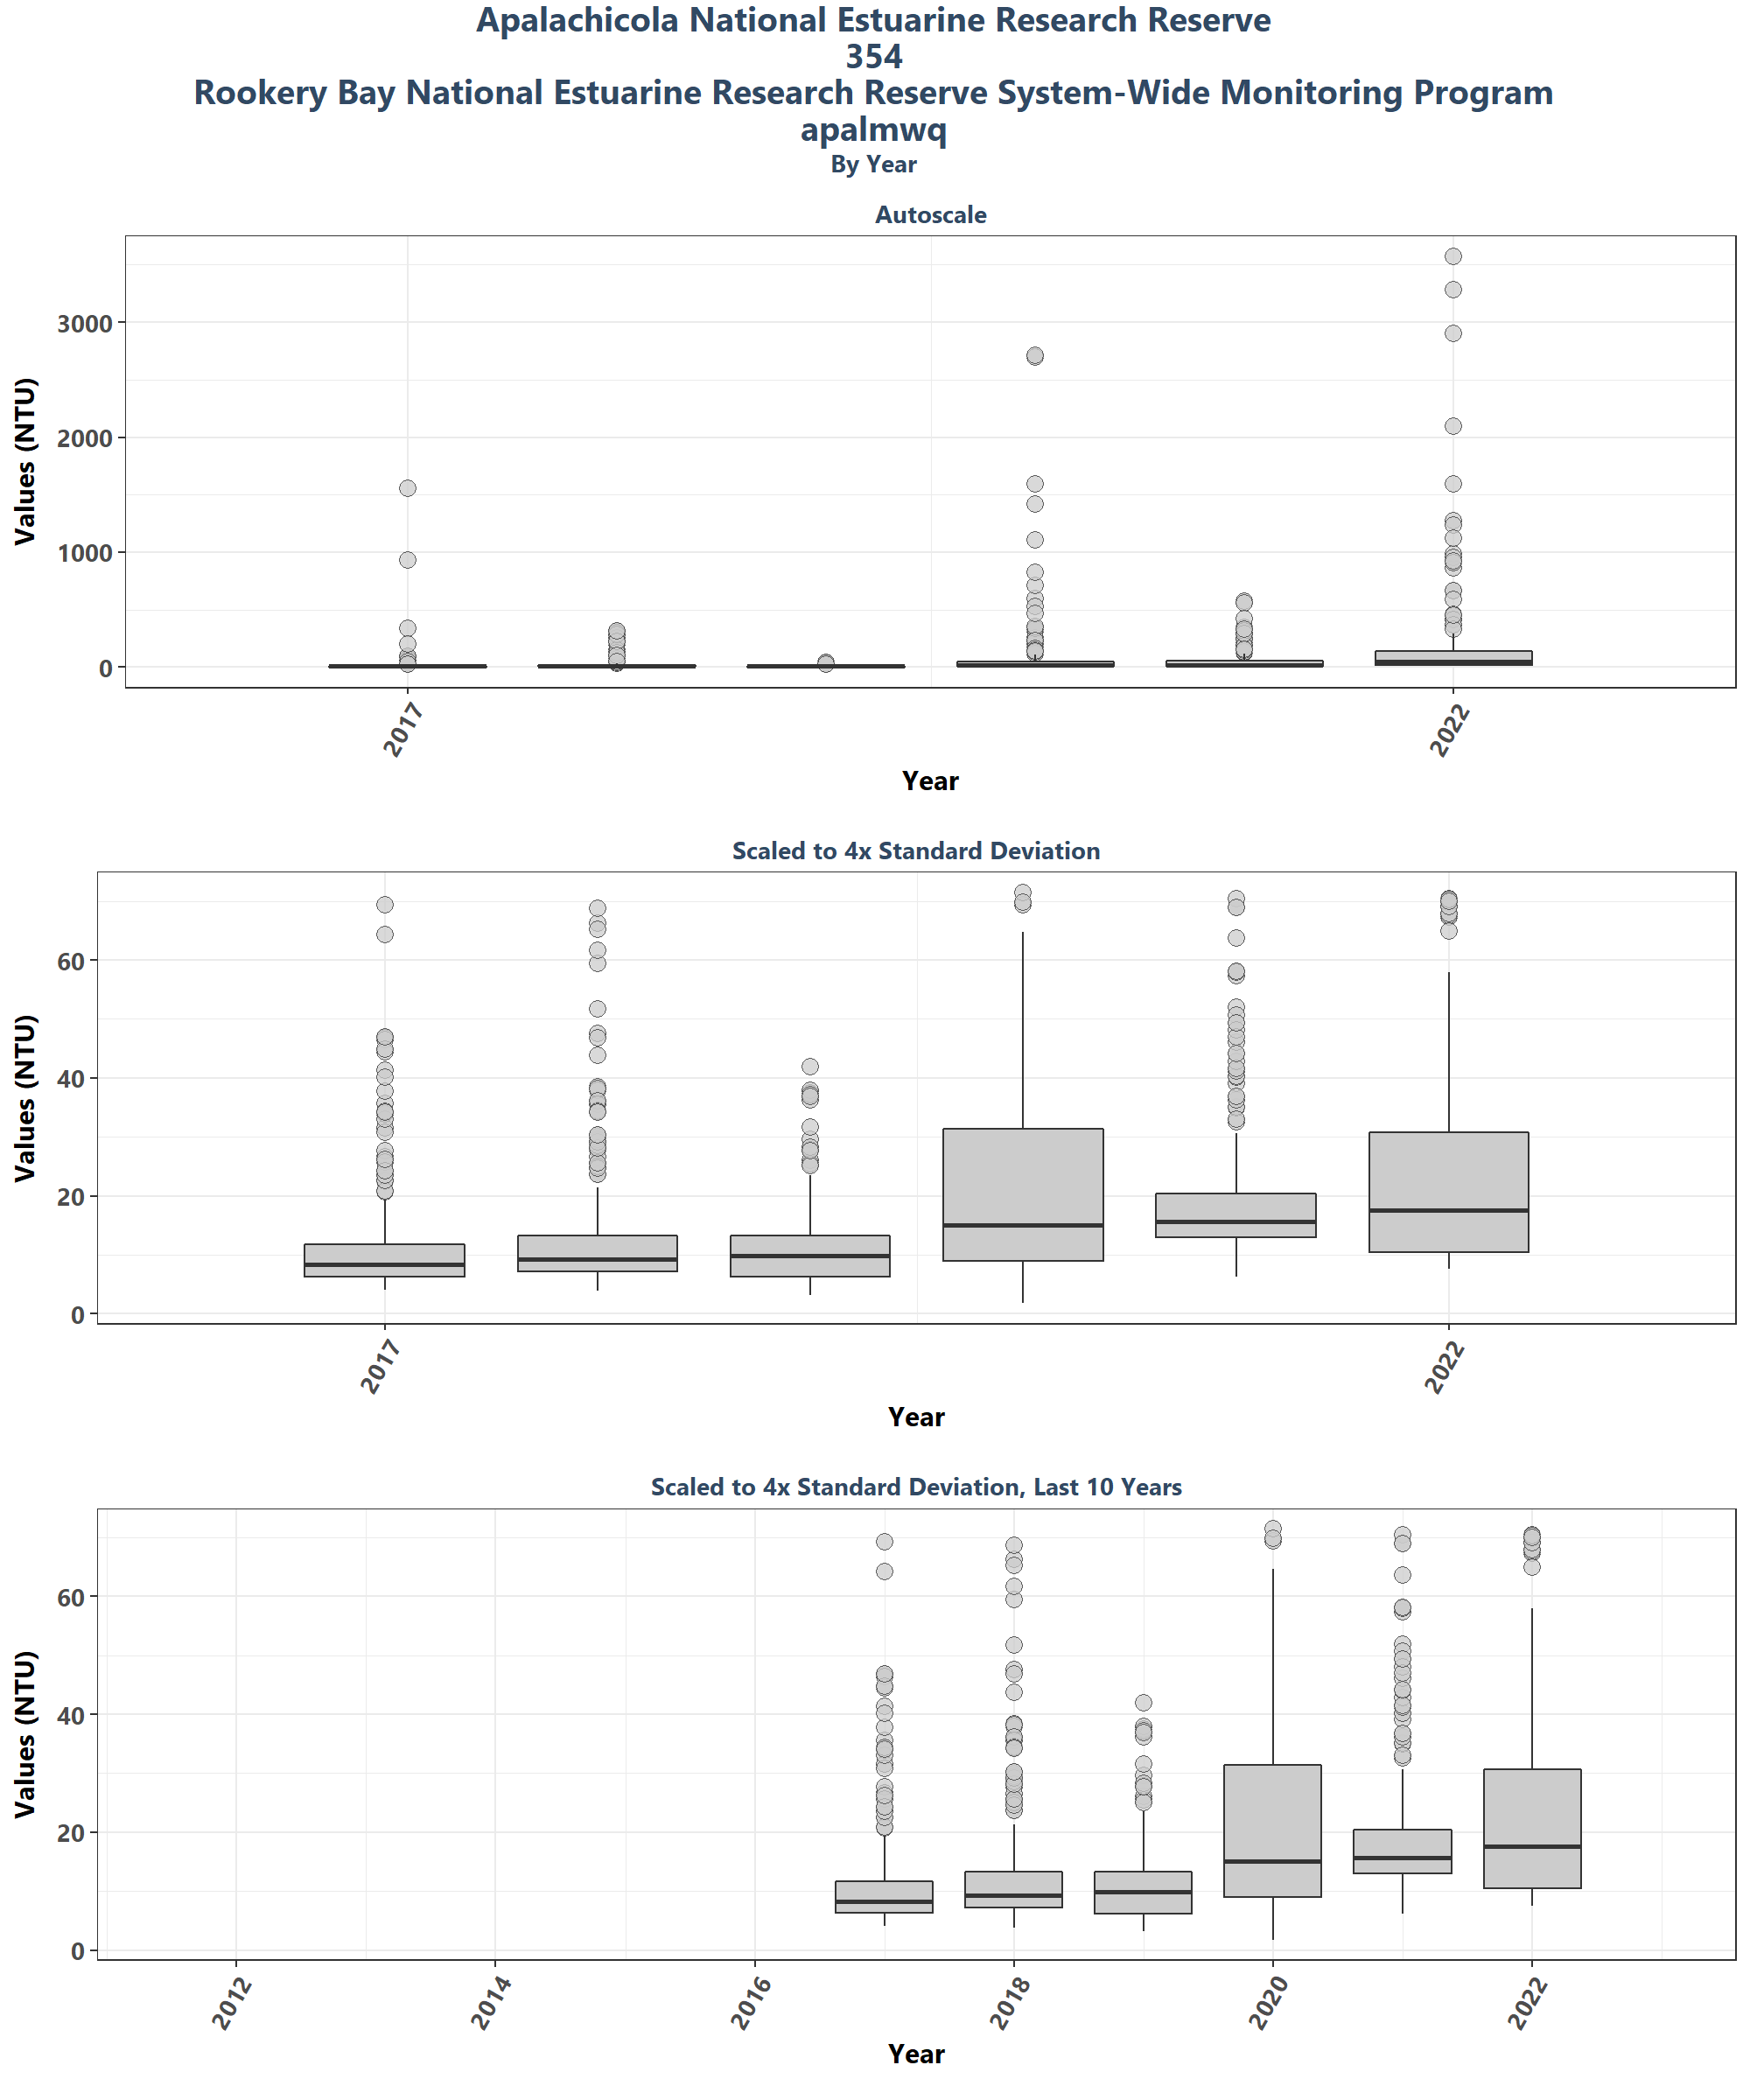 Apalachicola National Estuarine Research Reserve
354
Rookery Bay National Estuarine Research Reserve System-Wide Monitoring Program
apalmwq
By Year
Autoscale
Values (NTU)
3000
2000
1000
0
2017
2022
Year
Scaled to 4x Standard Deviation
Values (NTU)
60
40
20
0
2017
2022
Year
Scaled to 4x Standard Deviation, Last 10 Years
Values (NTU)
60
40
20
0
2012
2014
2016
2018
2020
2022
Year